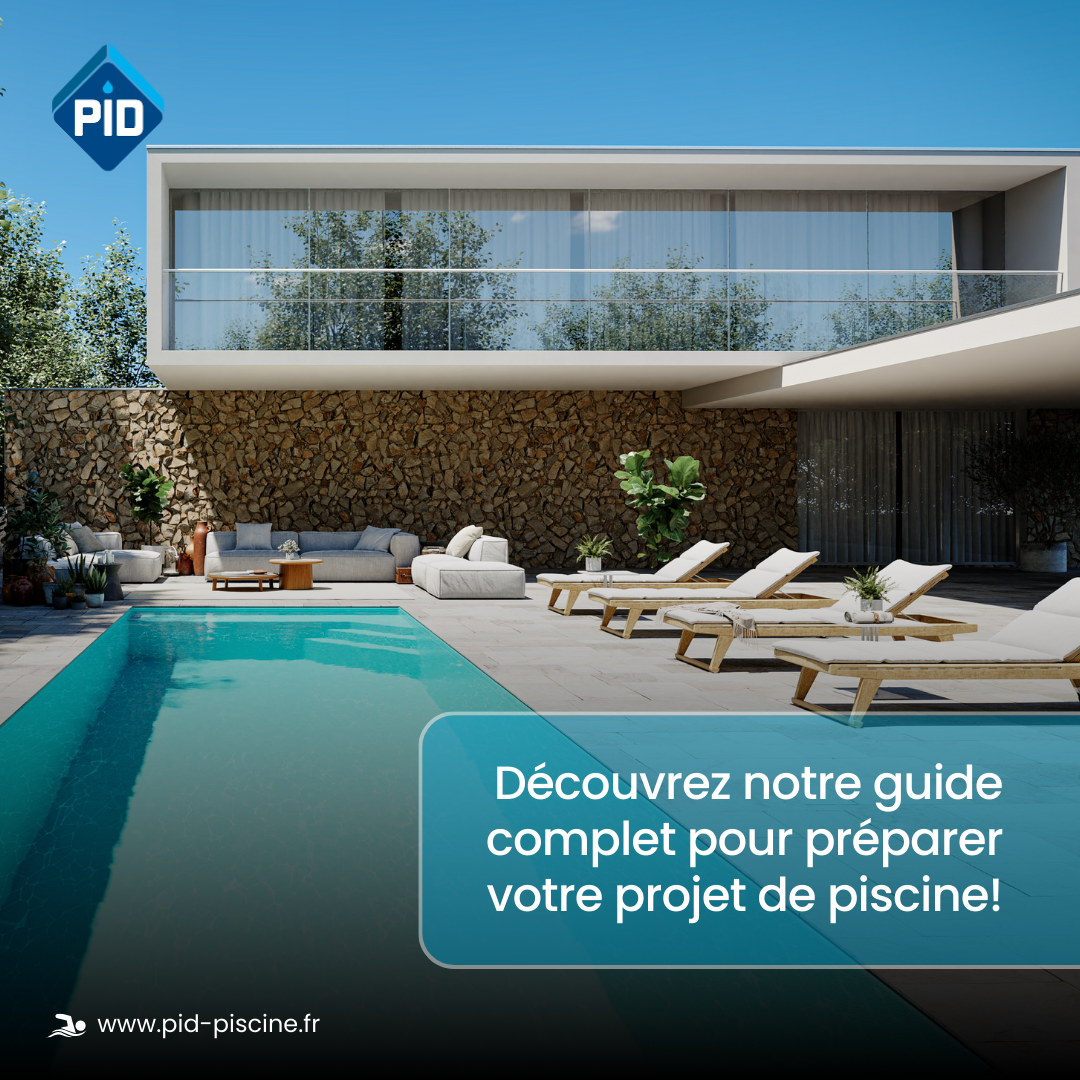 PID
Découvrez notre guide
complet pour préparer
votre projet de piscine!
www.pid-piscine.fr